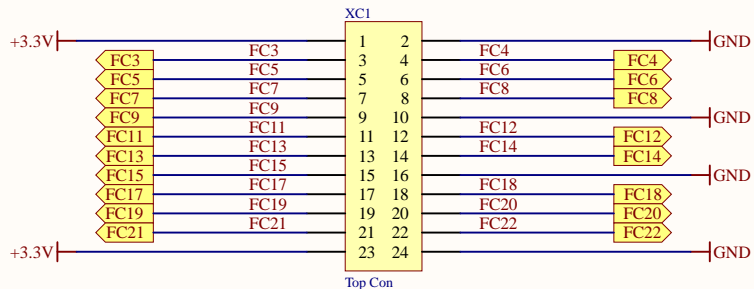 XC1
+3.3V 1 2 GND
FC3 FC3 3 4 FC4 FC4
FC5 FC5 5 6 FC6 FC6
FC7 FC7 7 8 FC8 FC8
FC9 FC9 9 10 GND
FC11 FC11 11 12 FC12 FC12
FC13 FC13 13 14 FC14 FC14
FC15 FC15 15 16 GND
FC17 FC17 17 18 FC18 FC18
FC19 FC19 19 20 FC20 FC20
FC21 FC21 21 22 FC22 FC22
+3.3V 23 24 GND
Top Con